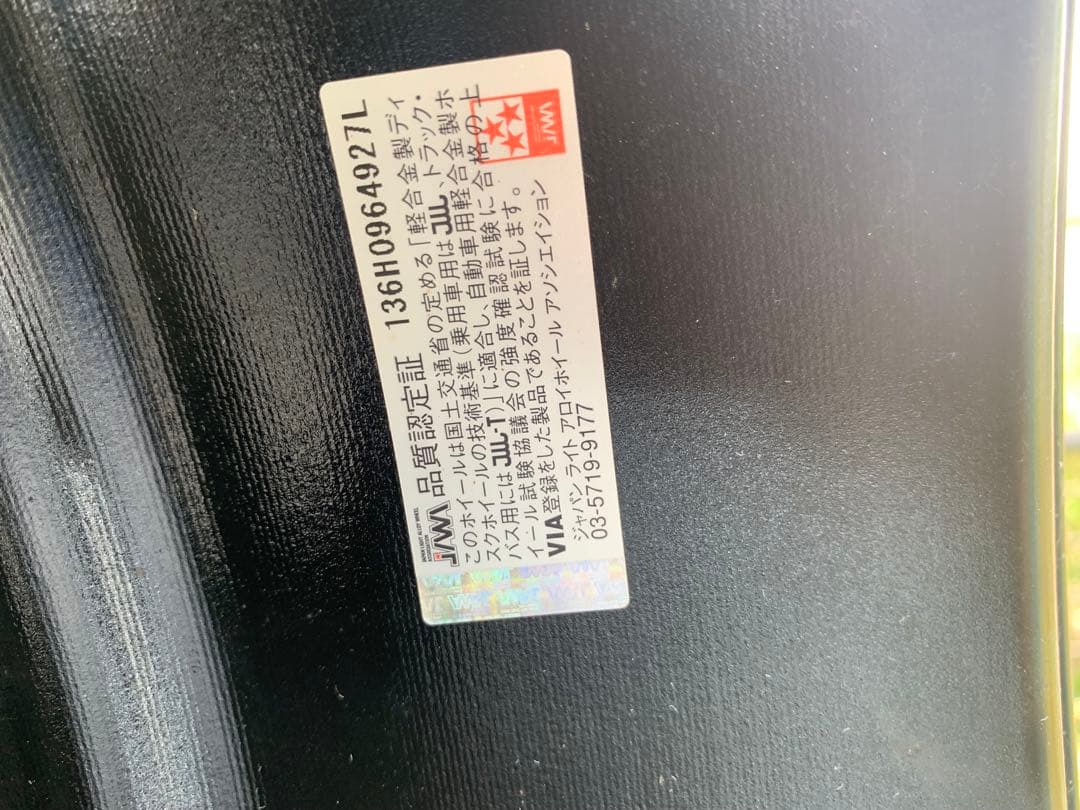 JAPAN LIGHT ALLOY WHEEL
ASSOCIATION
JAWA 品質認定証 136H0964927L
このホイールは国土交通省の定める「軽合金製ディ
スクホイールの技術基準(乗用車用はJWL、トラック・
バス用にはJWL-T)」に適合し、自動車用軽合金製ホ
イール試験協議会の強度確認試験に合格の上
VIA登録をした製品であることを証します。
ジャパン ライト アロイホイール アソシエイション
03-5719-9177
JAWA